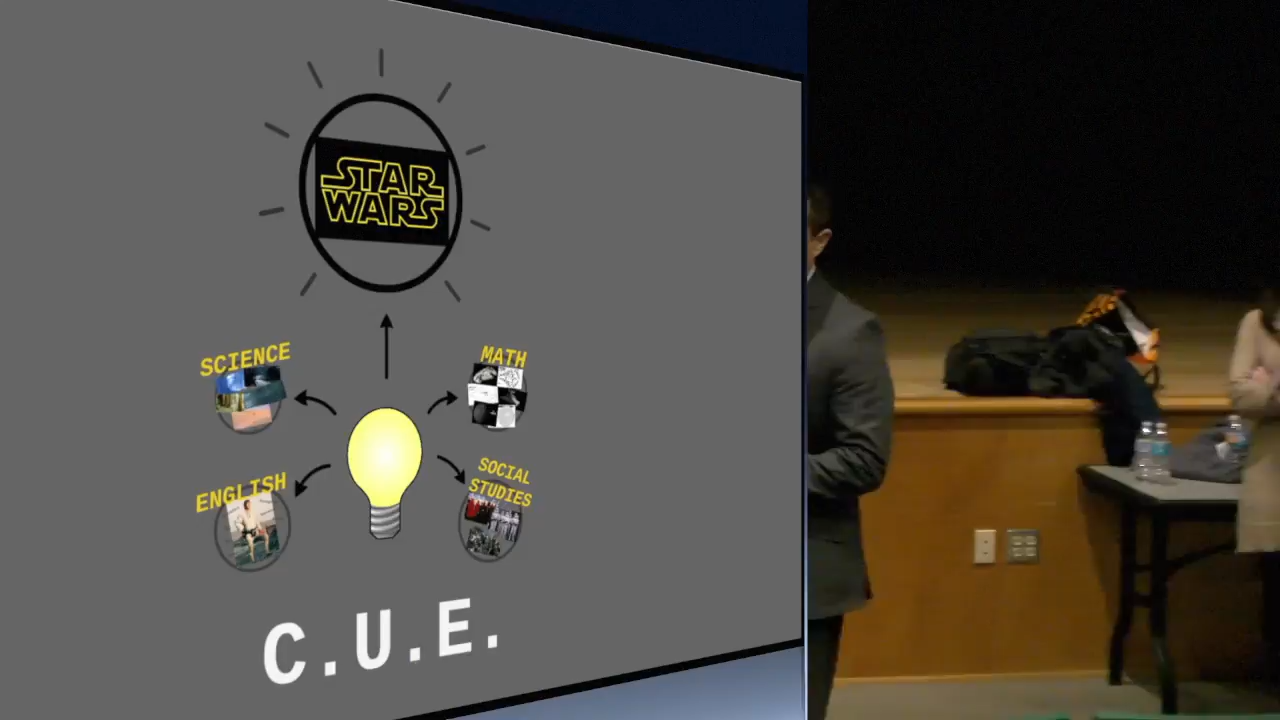 STAR
WARS
SCIENCE
MATH
ENGLISH
SOCIAL
STUDIES
C.U.E.